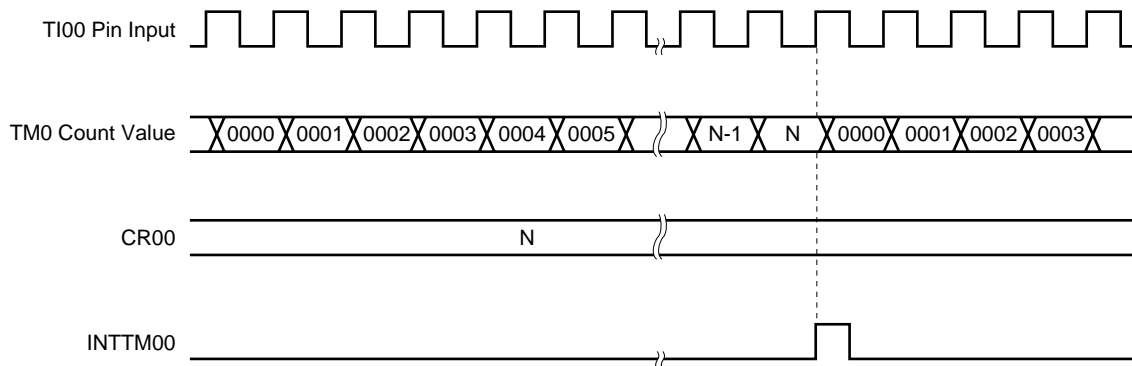 TI00 Pin Input
TM0 Count Value 0000 0001 0002 0003 0004 0005 N-1 N 0000 0001 0002 0003
CR00 N
INTTM00